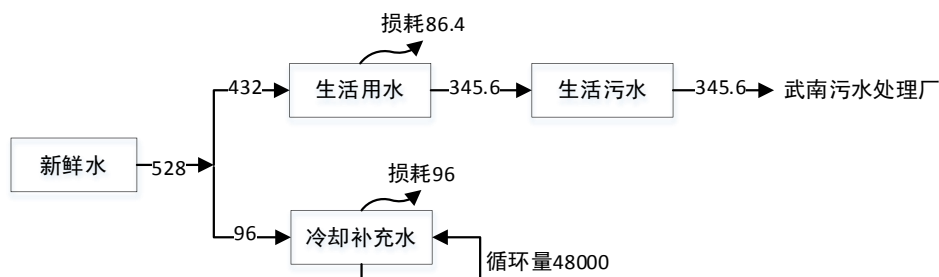 损耗86.4
432
生活用水
345.6
生活污水
345.6
武南污水处理厂
新鲜水
528
损耗96
96
冷却补充水
循环量48000